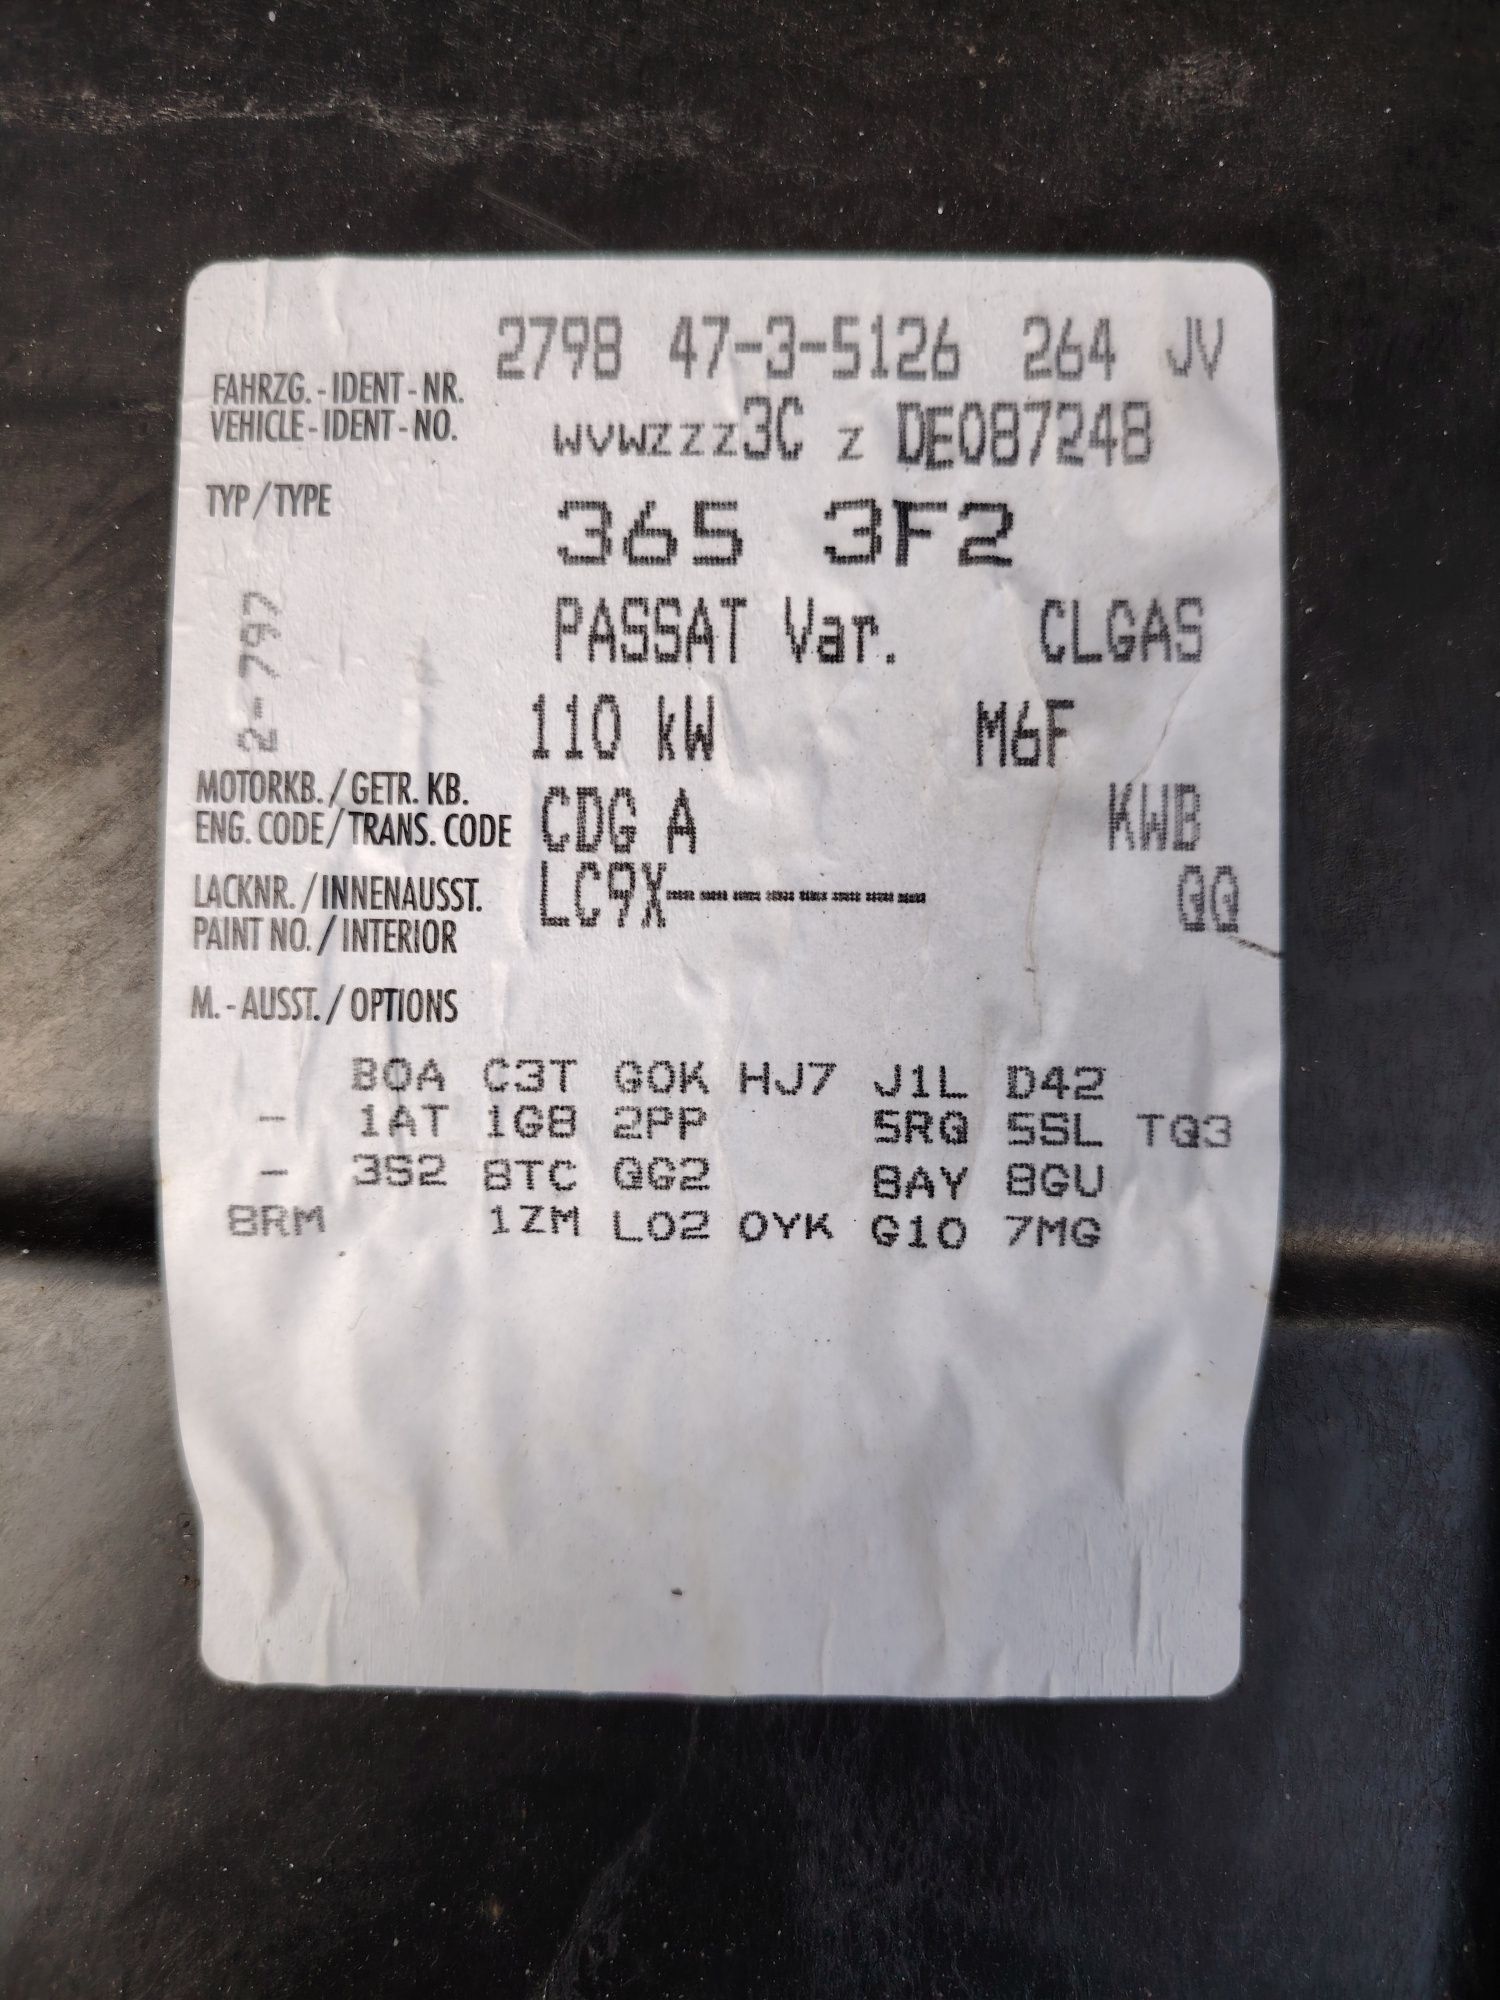 2798 47-3-5126 264 JV
FAHRZG.-IDENT-NR.
VEHICLE-IDENT-NO. WVWZZZ3C Z DE087248
TYP/TYPE 365 3F2
2-797
PASSAT Var. CLGAS
110 kW M6F
MOTORKB./GETR. KB.
ENG. CODE/TRANS. CODE CDG A KWB
LACKNR./INNENAUSST. LC9X-------- QQ
PAINT NO./INTERIOR
M.-AUSST./OPTIONS
B0A C3T G0K HJ7 J1L D42
- 1AT 1GB 2PP 5RQ 5SL TQ3
- 3S2 8TC QG2 8AY 8GU
8RM 1ZM L02 0YK G10 7MG